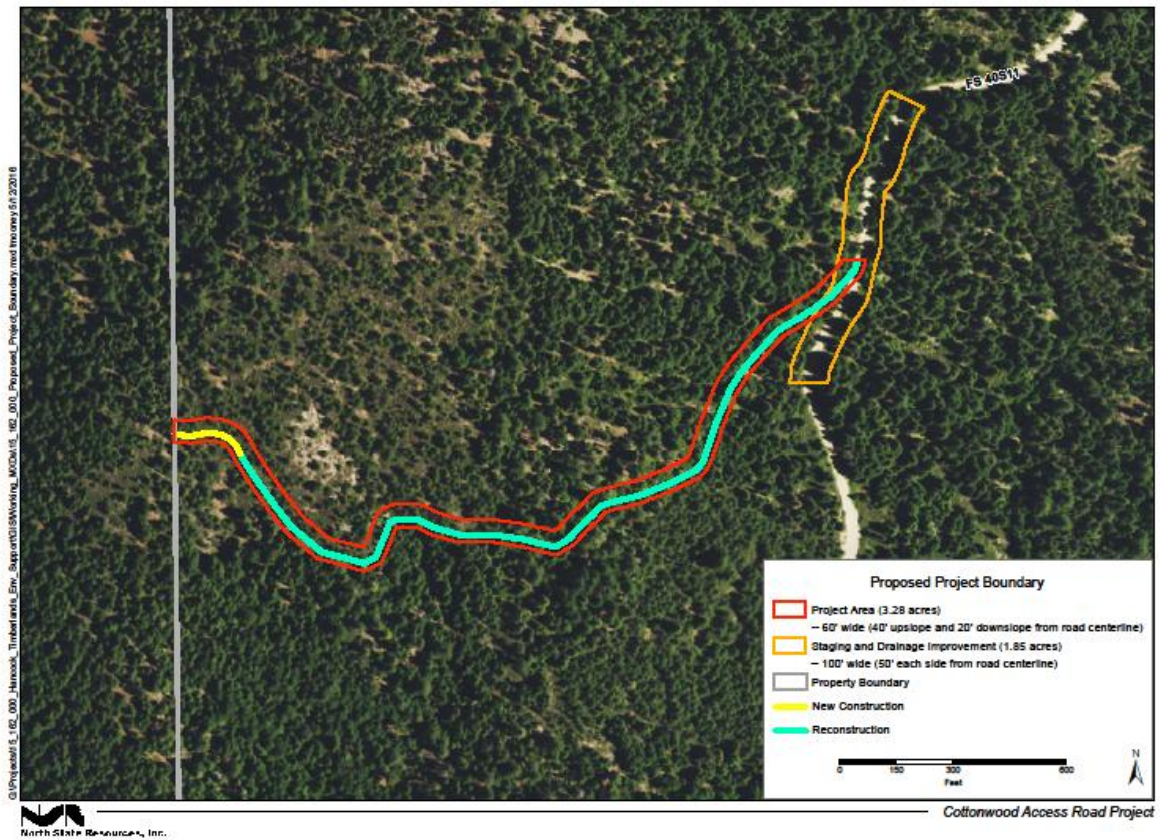 FS 40S11
Proposed Project Boundary
Project Area (3.28 acres)
– 60' wide (40' upslope and 20' downslope from road centerline)
Staging and Drainage Improvement (1.85 acres)
– 100' wide (50' each side from road centerline)
Property Boundary
New Construction
Reconstruction
0 150 300 600
Feet
N
Cottonwood Access Road Project
North State Resources, Inc.